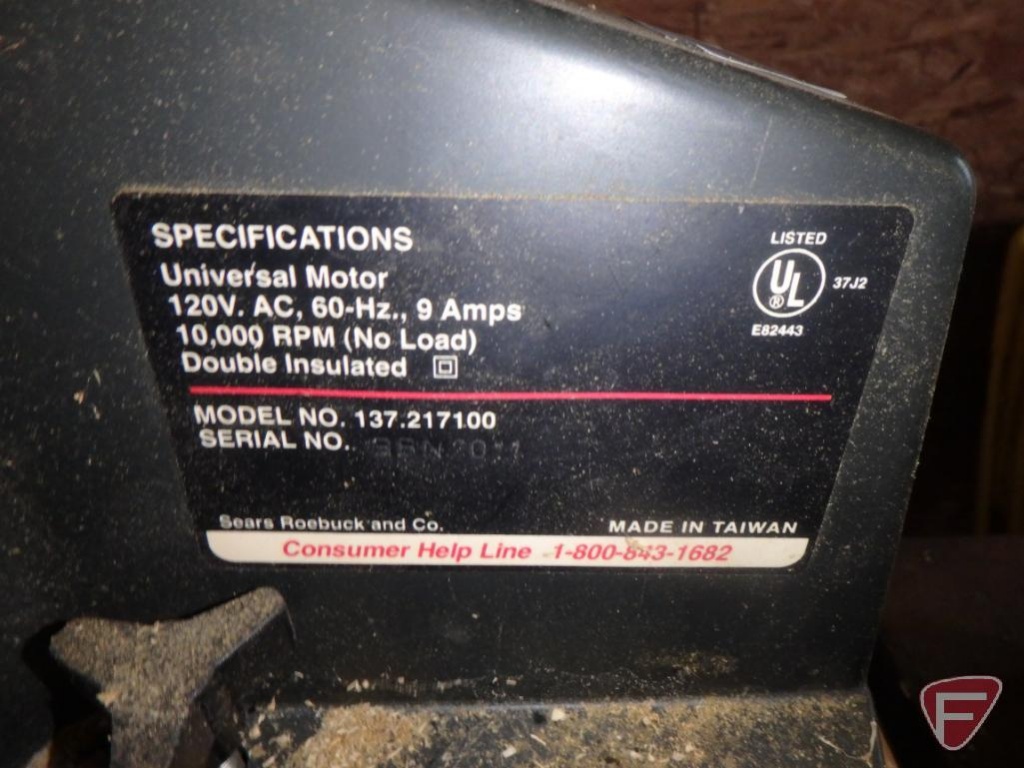 SPECIFICATIONS
Universal Motor
120V. AC, 60-Hz., 9 Amps
10,000 RPM (No Load)
Double Insulated
LISTED
UL
®
37J2
E82443
MODEL NO. 137.217100
SERIAL NO.
Sears Roebuck and Co.
MADE IN TAIWAN
Consumer Help Line 1-800-843-1682
F